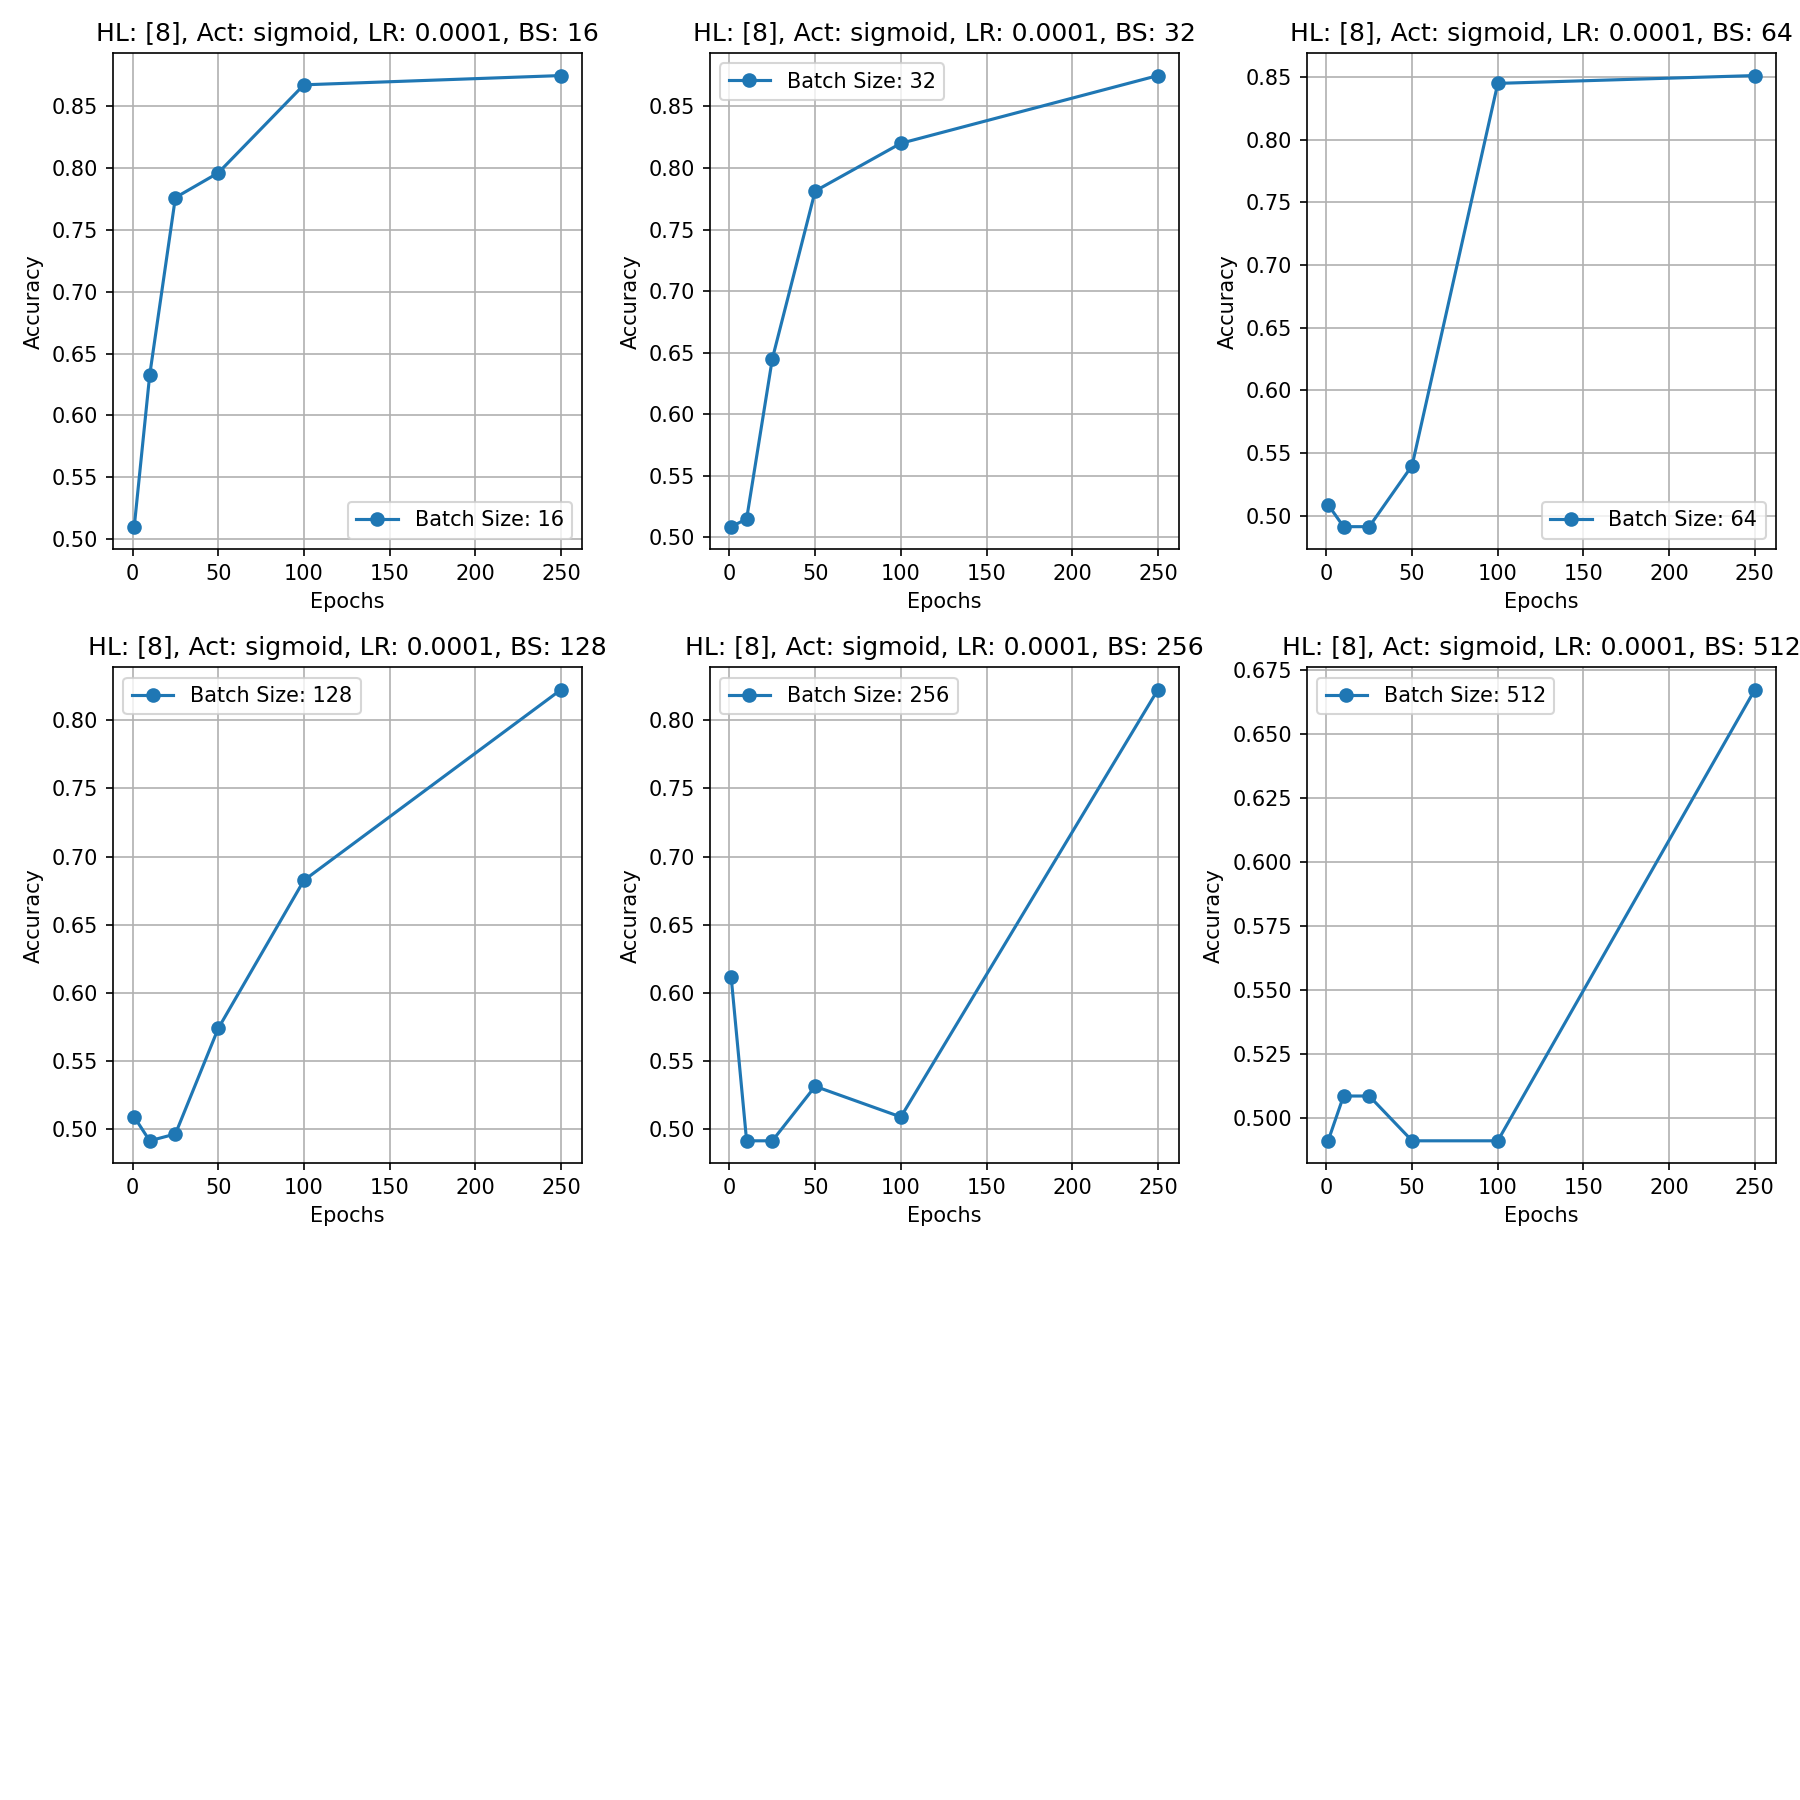 HL: [8], Act: sigmoid, LR: 0.0001, BS: 16
Accuracy
0.85
0.80
0.75
0.70
0.65
0.60
0.55
0.50
Batch Size: 16
0 50 100 150 200 250
Epochs
HL: [8], Act: sigmoid, LR: 0.0001, BS: 32
Accuracy
0.85
0.80
0.75
0.70
0.65
0.60
0.55
0.50
Batch Size: 32
0 50 100 150 200 250
Epochs
HL: [8], Act: sigmoid, LR: 0.0001, BS: 64
Accuracy
0.85
0.80
0.75
0.70
0.65
0.60
0.55
0.50
Batch Size: 64
0 50 100 150 200 250
Epochs
HL: [8], Act: sigmoid, LR: 0.0001, BS: 128
Accuracy
0.80
0.75
0.70
0.65
0.60
0.55
0.50
Batch Size: 128
0 50 100 150 200 250
Epochs
HL: [8], Act: sigmoid, LR: 0.0001, BS: 256
Accuracy
0.80
0.75
0.70
0.65
0.60
0.55
0.50
Batch Size: 256
0 50 100 150 200 250
Epochs
HL: [8], Act: sigmoid, LR: 0.0001, BS: 512
Accuracy
0.675
0.650
0.625
0.600
0.575
0.550
0.525
0.500
Batch Size: 512
0 50 100 150 200 250
Epochs